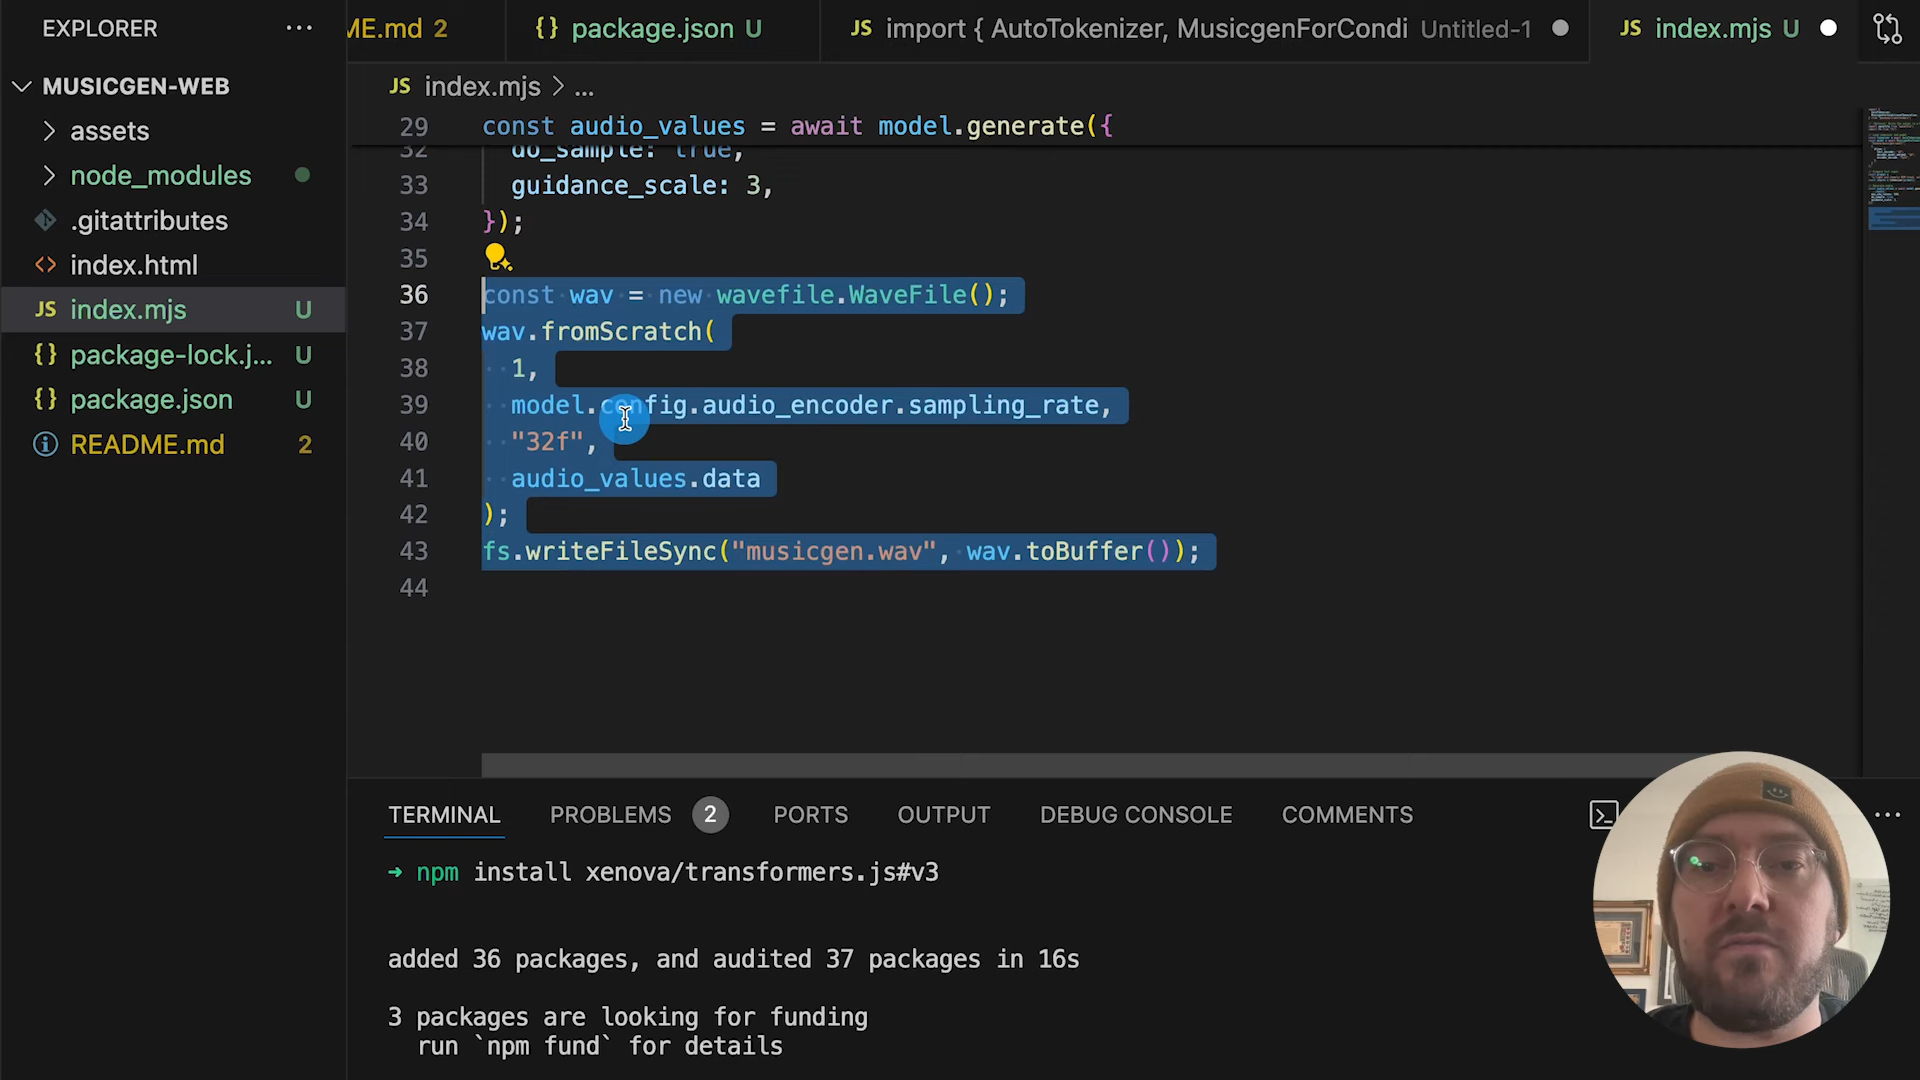 EXPLORER
ME.md 2
{} package.json U
JS import { AutoTokenizer, MusicgenForCondi Untitled-1
JS index.mjs U
MUSICGEN-WEB
assets
node_modules
.gitattributes
<> index.html
JS index.mjs U
{} package-lock.j... U
{} package.json U
README.md 2
JS index.mjs > ...
29 const audio_values = await model.generate({
32 do_sample: true,
33 guidance_scale: 3,
34 });
35
36 const wav = new wavefile.WaveFile();
37 wav.fromScratch(
38 1,
39 model.config.audio_encoder.sampling_rate,
40 "32f",
41 audio_values.data
42 );
43 fs.writeFileSync("musicgen.wav", wav.toBuffer());
44
TERMINAL PROBLEMS 2 PORTS OUTPUT DEBUG CONSOLE COMMENTS
→ npm install xenova/transformers.js#v3
added 36 packages, and audited 37 packages in 16s
3 packages are looking for funding
run `npm fund` for details